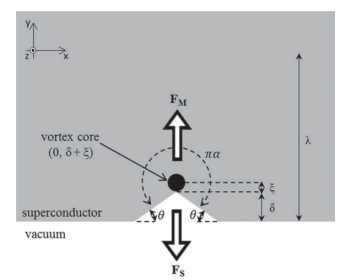 y
z x
F_M
vortex core
(0, δ + ξ)
πα
λ
ξ
δ
superconductor
θ θ
vacuum
F_S